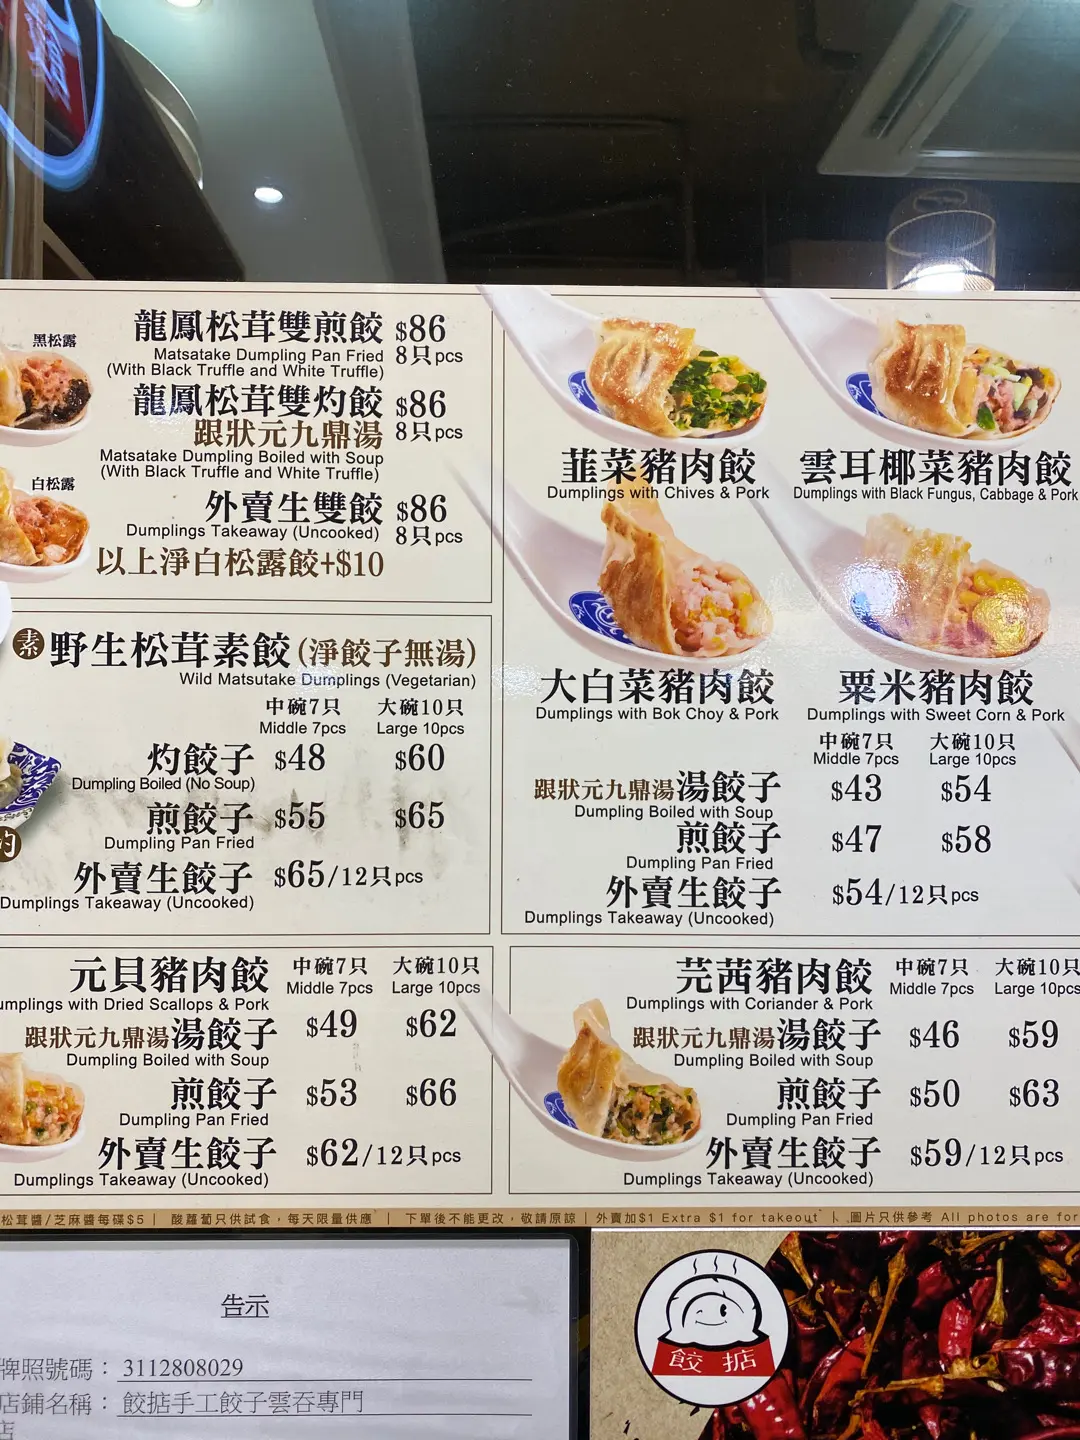 黑松露
龍鳳松茸雙煎餃 $86
Matsatake Dumpling Pan Fried 8只pcs
(With Black Truffle and White Truffle)
龍鳳松茸雙灼餃 $86
跟狀元九鼎湯 8只pcs
Matsatake Dumpling Boiled with Soup
(With Black Truffle and White Truffle)
白松露
外賣生雙餃 $86
Dumplings Takeaway (Uncooked) 8只pcs
以上淨白松露餃+$10
素 野生松茸素餃(淨餃子無湯)
Wild Matsutake Dumplings (Vegetarian)
中碗7只 大碗10只
Middle 7pcs Large 10pcs
灼餃子 $48 $60
Dumpling Boiled (No Soup)
煎餃子 $55 $65
Dumpling Pan Fried
外賣生餃子 $65/12只pcs
Dumplings Takeaway (Uncooked)
韮菜豬肉餃
Dumplings with Chives & Pork
雲耳椰菜豬肉餃
Dumplings with Black Fungus, Cabbage & Pork
大白菜豬肉餃
Dumplings with Bok Choy & Pork
粟米豬肉餃
Dumplings with Sweet Corn & Pork
中碗7只 大碗10只
Middle 7pcs Large 10pcs
跟狀元九鼎湯湯餃子 $43 $54
Dumpling Boiled with Soup
煎餃子 $47 $58
Dumpling Pan Fried
外賣生餃子 $54/12只pcs
Dumplings Takeaway (Uncooked)
元貝豬肉餃 中碗7只 大碗10只
umplings with Dried Scallops & Pork Middle 7pcs Large 10pcs
跟狀元九鼎湯湯餃子 $49 $62
Dumpling Boiled with Soup
煎餃子 $53 $66
Dumpling Pan Fried
外賣生餃子 $62/12只pcs
Dumplings Takeaway (Uncooked)
芫茜豬肉餃 中碗7只 大碗10只
Dumplings with Coriander & Pork Middle 7pcs Large 10pcs
跟狀元九鼎湯湯餃子 $46 $59
Dumpling Boiled with Soup
煎餃子 $50 $63
Dumpling Pan Fried
外賣生餃子 $59/12只pcs
Dumplings Takeaway (Uncooked)
松茸醬/芝麻醬每碟$5 | 酸蘿蔔只供試食，每天限量供應 | 下單後不能更改，敬請原諒 | 外賣加$1 Extra $1 for takeout | 圖片只供參考 All photos are for
告示
牌照號碼： 3112808029
店鋪名稱： 餃掂手工餃子雲吞專門
店
餃掂